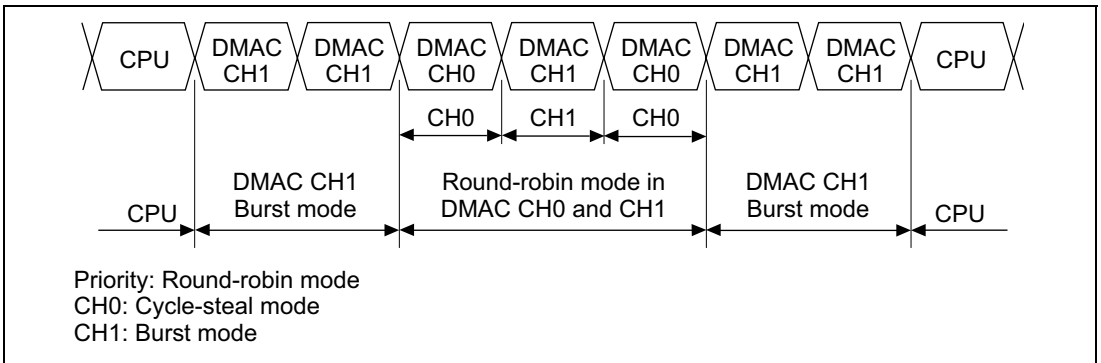 CPU DMAC CH1 DMAC CH1 DMAC CH0 DMAC CH1 DMAC CH0 DMAC CH1 DMAC CH1 CPU
CH0 CH1 CH0
DMAC CH1
Burst mode
Round-robin mode in
DMAC CH0 and CH1
DMAC CH1
Burst mode
CPU
CPU
Priority: Round-robin mode
CH0: Cycle-steal mode
CH1: Burst mode